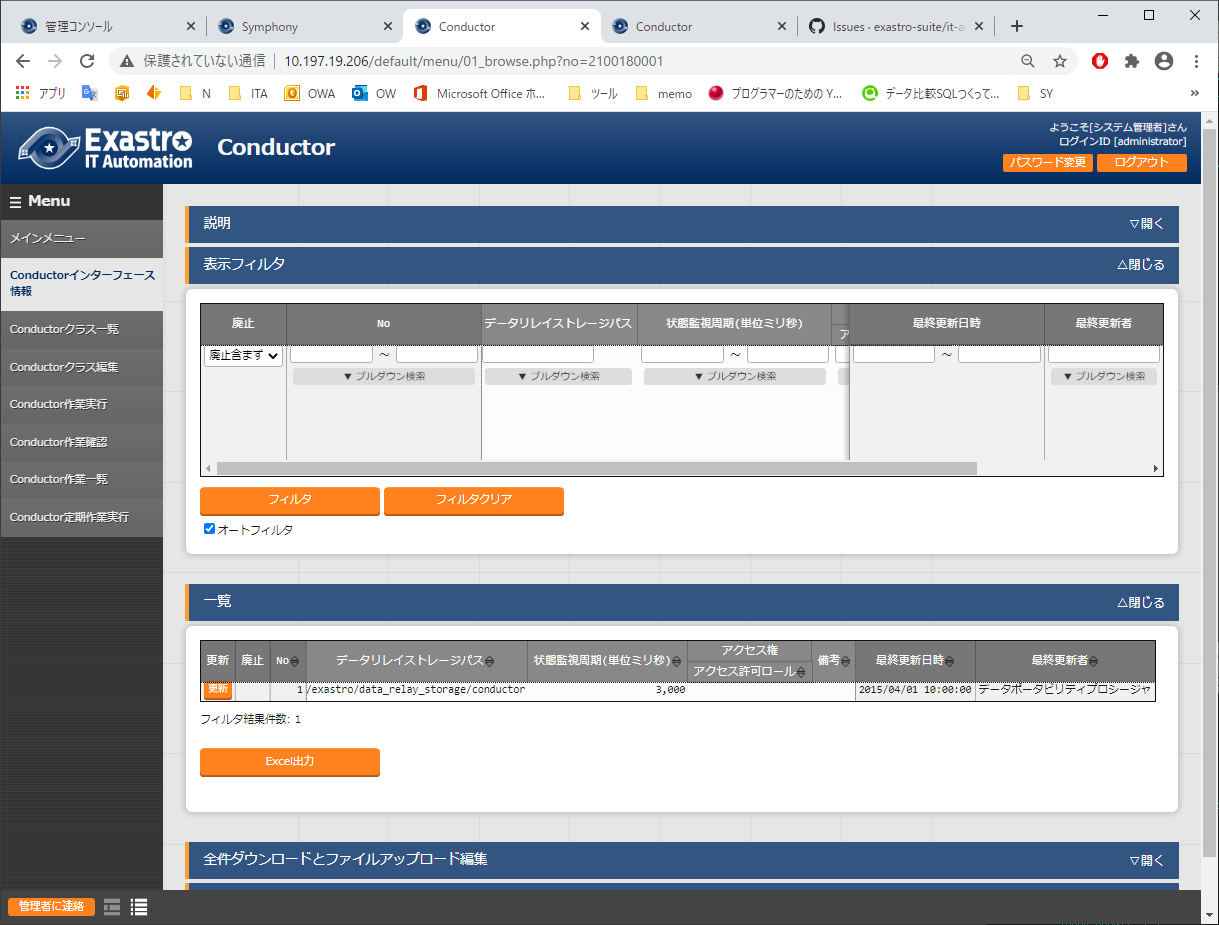 管理コンソール
Symphony
Conductor
Conductor
Issues · exastro-suite/it-a
保護されていない通信 10.197.19.206/default/menu/01_browse.php?no=2100180001
アプリ
N
ITA
OWA
OW
Microsoft Office ホ...
ツール
memo
プログラマーのための Y...
データ比較SQLつくって...
SY
»
Exastro
IT Automation
Conductor
ようこそ[システム管理者]さん
ログインID [administrator]
パスワード変更 ログアウト
Menu
メインメニュー
Conductorインターフェース
情報
Conductorクラス一覧
Conductorクラス編集
Conductor作業実行
Conductor作業確認
Conductor作業一覧
Conductor定期作業実行
説明 ▽開く
表示フィルタ △閉じる
廃止 No データリレイストレージパス 状態監視周期(単位ミリ秒) ア 最終更新日時 最終更新者
廃止含まず ~ ~ ~
▼ プルダウン検索 ▼ プルダウン検索 ▼ プルダウン検索 ▼ プルダウン検索
フィルタ フィルタクリア
オートフィルタ
一覧 △閉じる
更新 廃止 No データリレイストレージパス 状態監視周期(単位ミリ秒) アクセス権 アクセス許可ロール 備考 最終更新日時 最終更新者
更新 1 /exastro/data_relay_storage/conductor 3,000 2015/04/01 10:00:00 データポータビリティプロシージャ
フィルタ結果件数: 1
Excel出力
全件ダウンロードとファイルアップロード編集 ▽開く
管理者に連絡